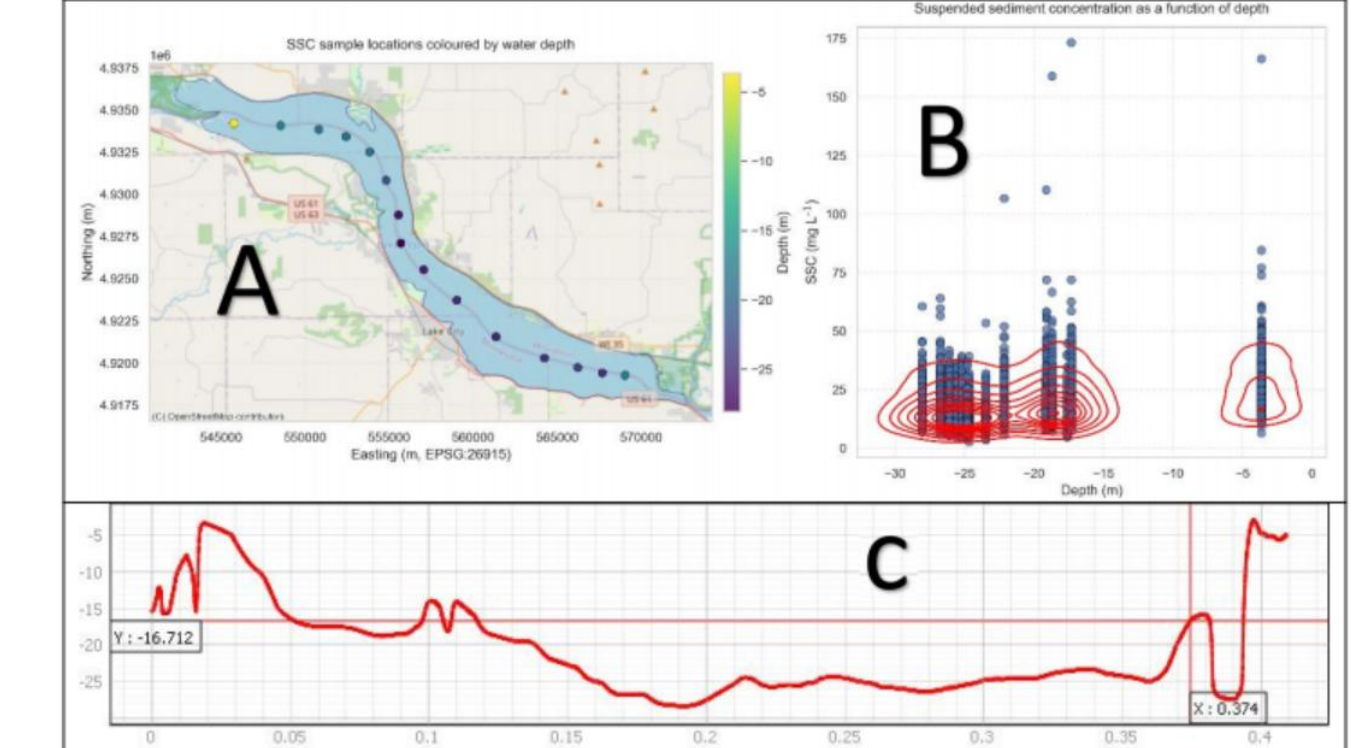 Suspended sediment concentration as a function of depth
SSC sample locations coloured by water depth
1e6
4.9375
4.9350
4.9325
4.9300
4.9275
4.9250
4.9225
4.9200
4.9175
Northing (m)
US 61
US 63
A
Lake City
WI 35
US 61
(C) OpenStreetMap contributors
545000 550000 555000 560000 565000 570000
Easting (m, EPSG:26915)
−5
−10
−15
−20
−25
Depth (m)
B
175
150
125
100
75
50
25
0
SSC (mg L⁻¹)
−30 −25 −20 −15 −10 −5 0
Depth (m)
C
-5
-10
-15
-20
-25
Y : -16.712
X : 0.374
0 0.05 0.1 0.15 0.2 0.25 0.3 0.35 0.4